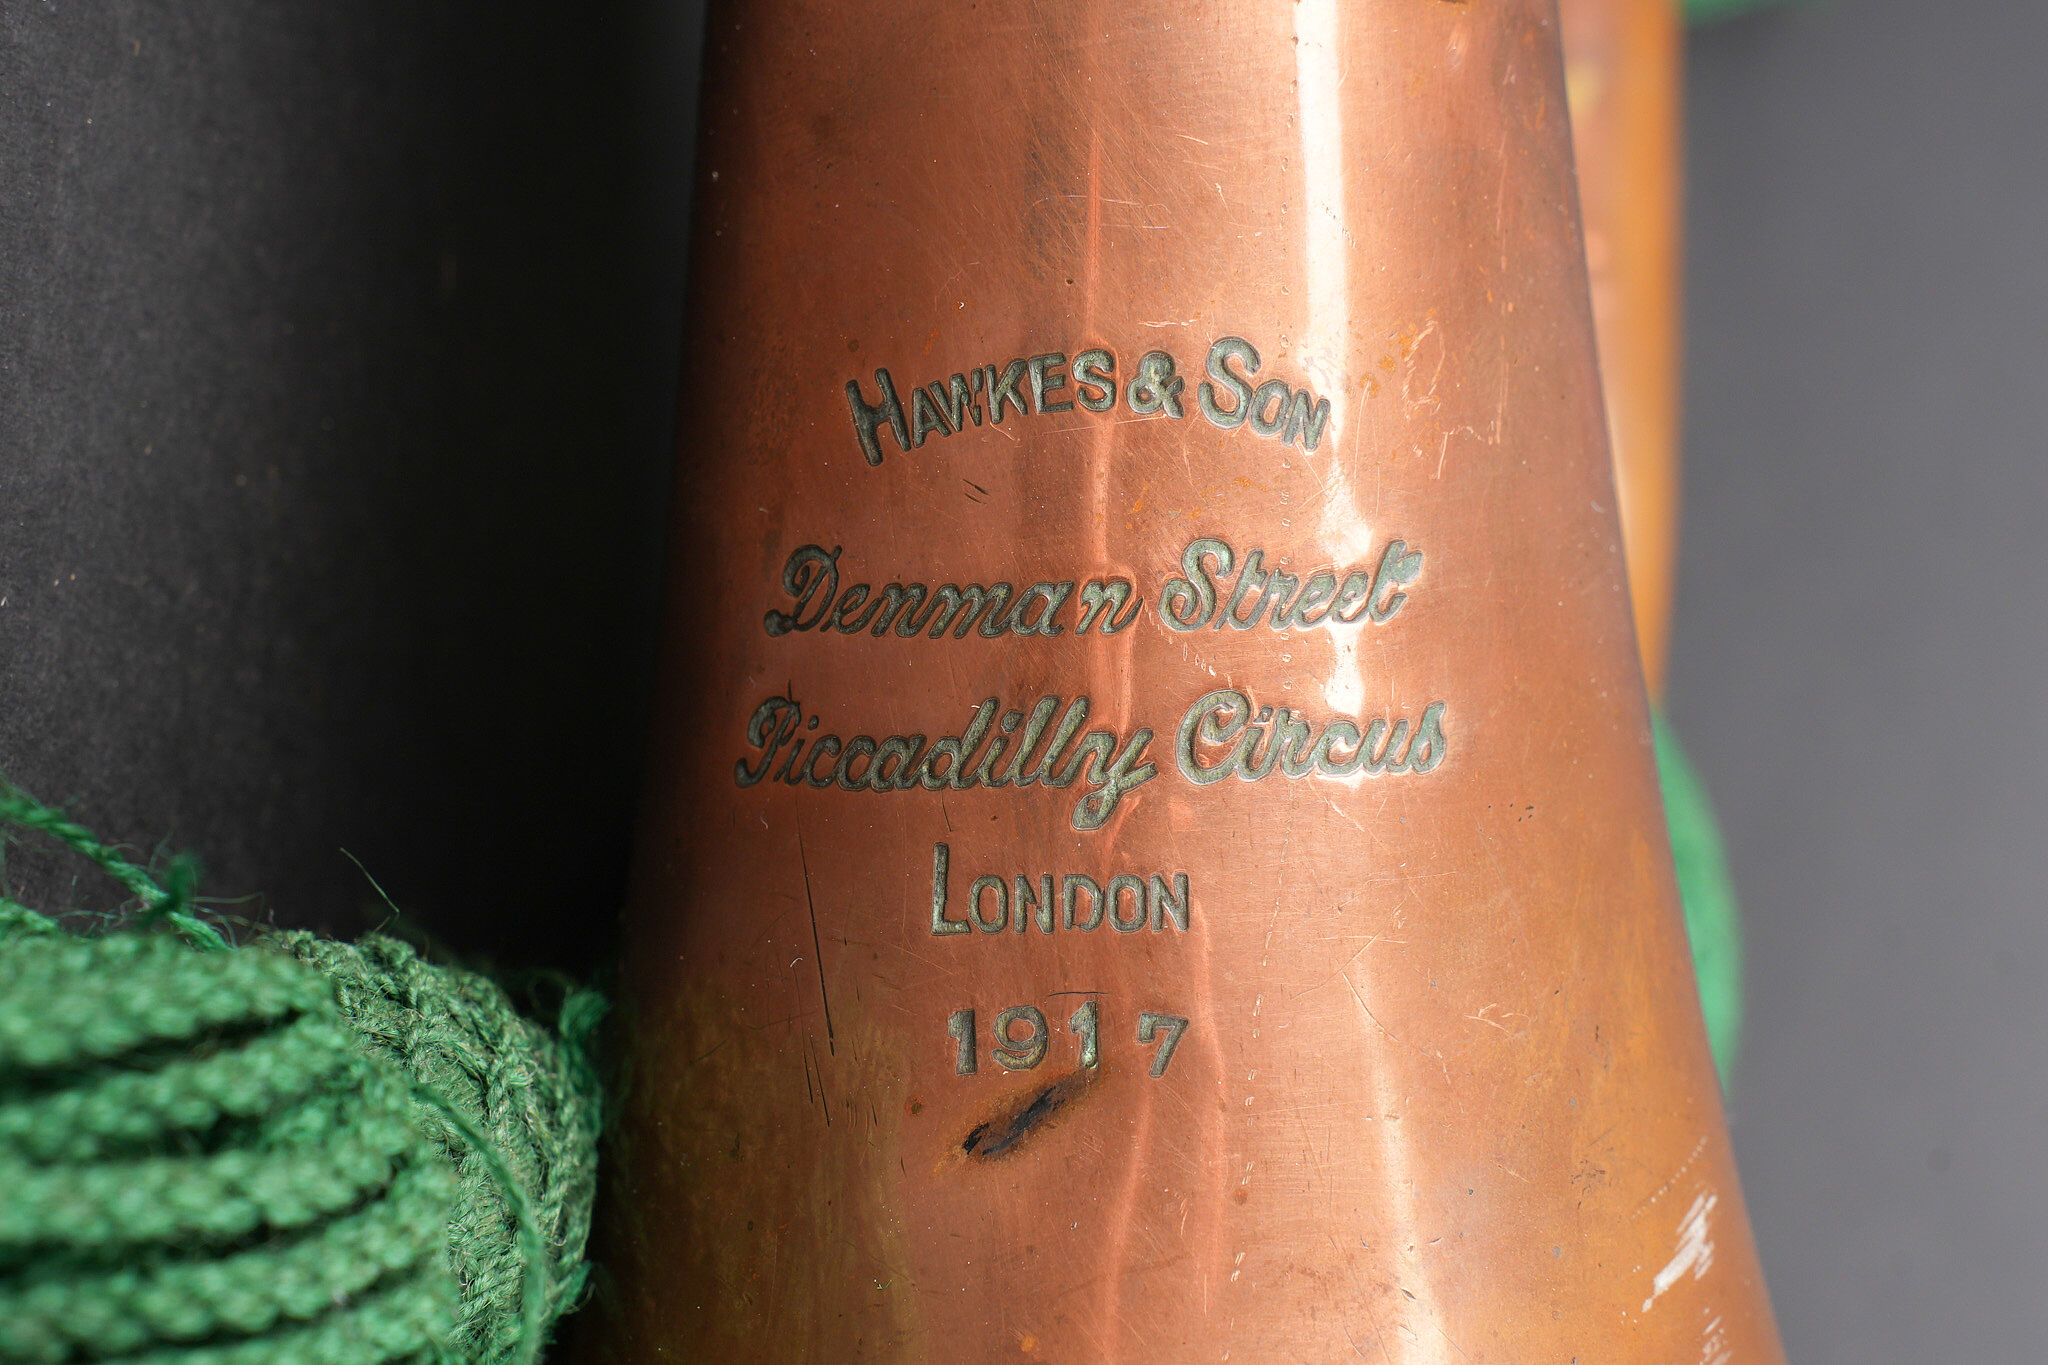 HAWKES & SON
Denman Street
Piccadilly Circus
LONDON
1917